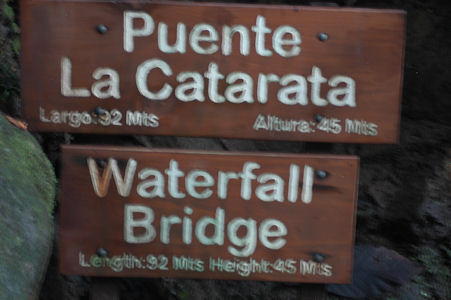 Puente
La Catarata
Largo:92 Mts Altura:45 Mts
Waterfall
Bridge
Length:92 Mts Height:45 Mts